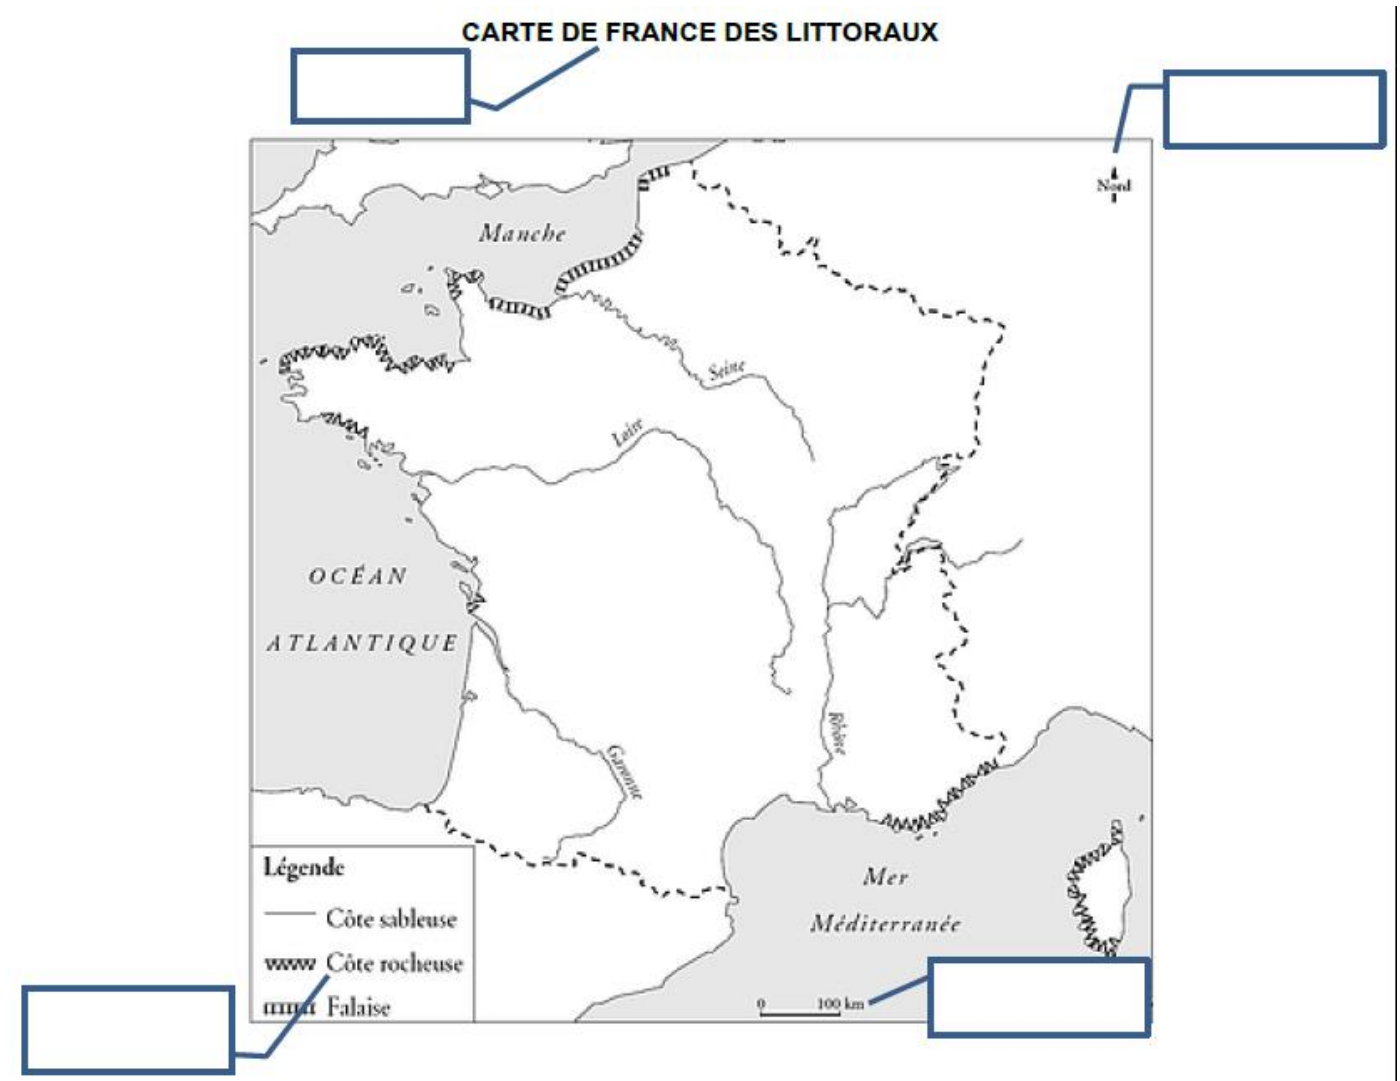 CARTE DE FRANCE DES LITTORAUX
Nord
Manche
Seine
Loire
OCÉAN
ATLANTIQUE
Rhône
Garonne
Mer
Méditerranée
Légende
Côte sableuse
Côte rocheuse
Falaise
0 100 km